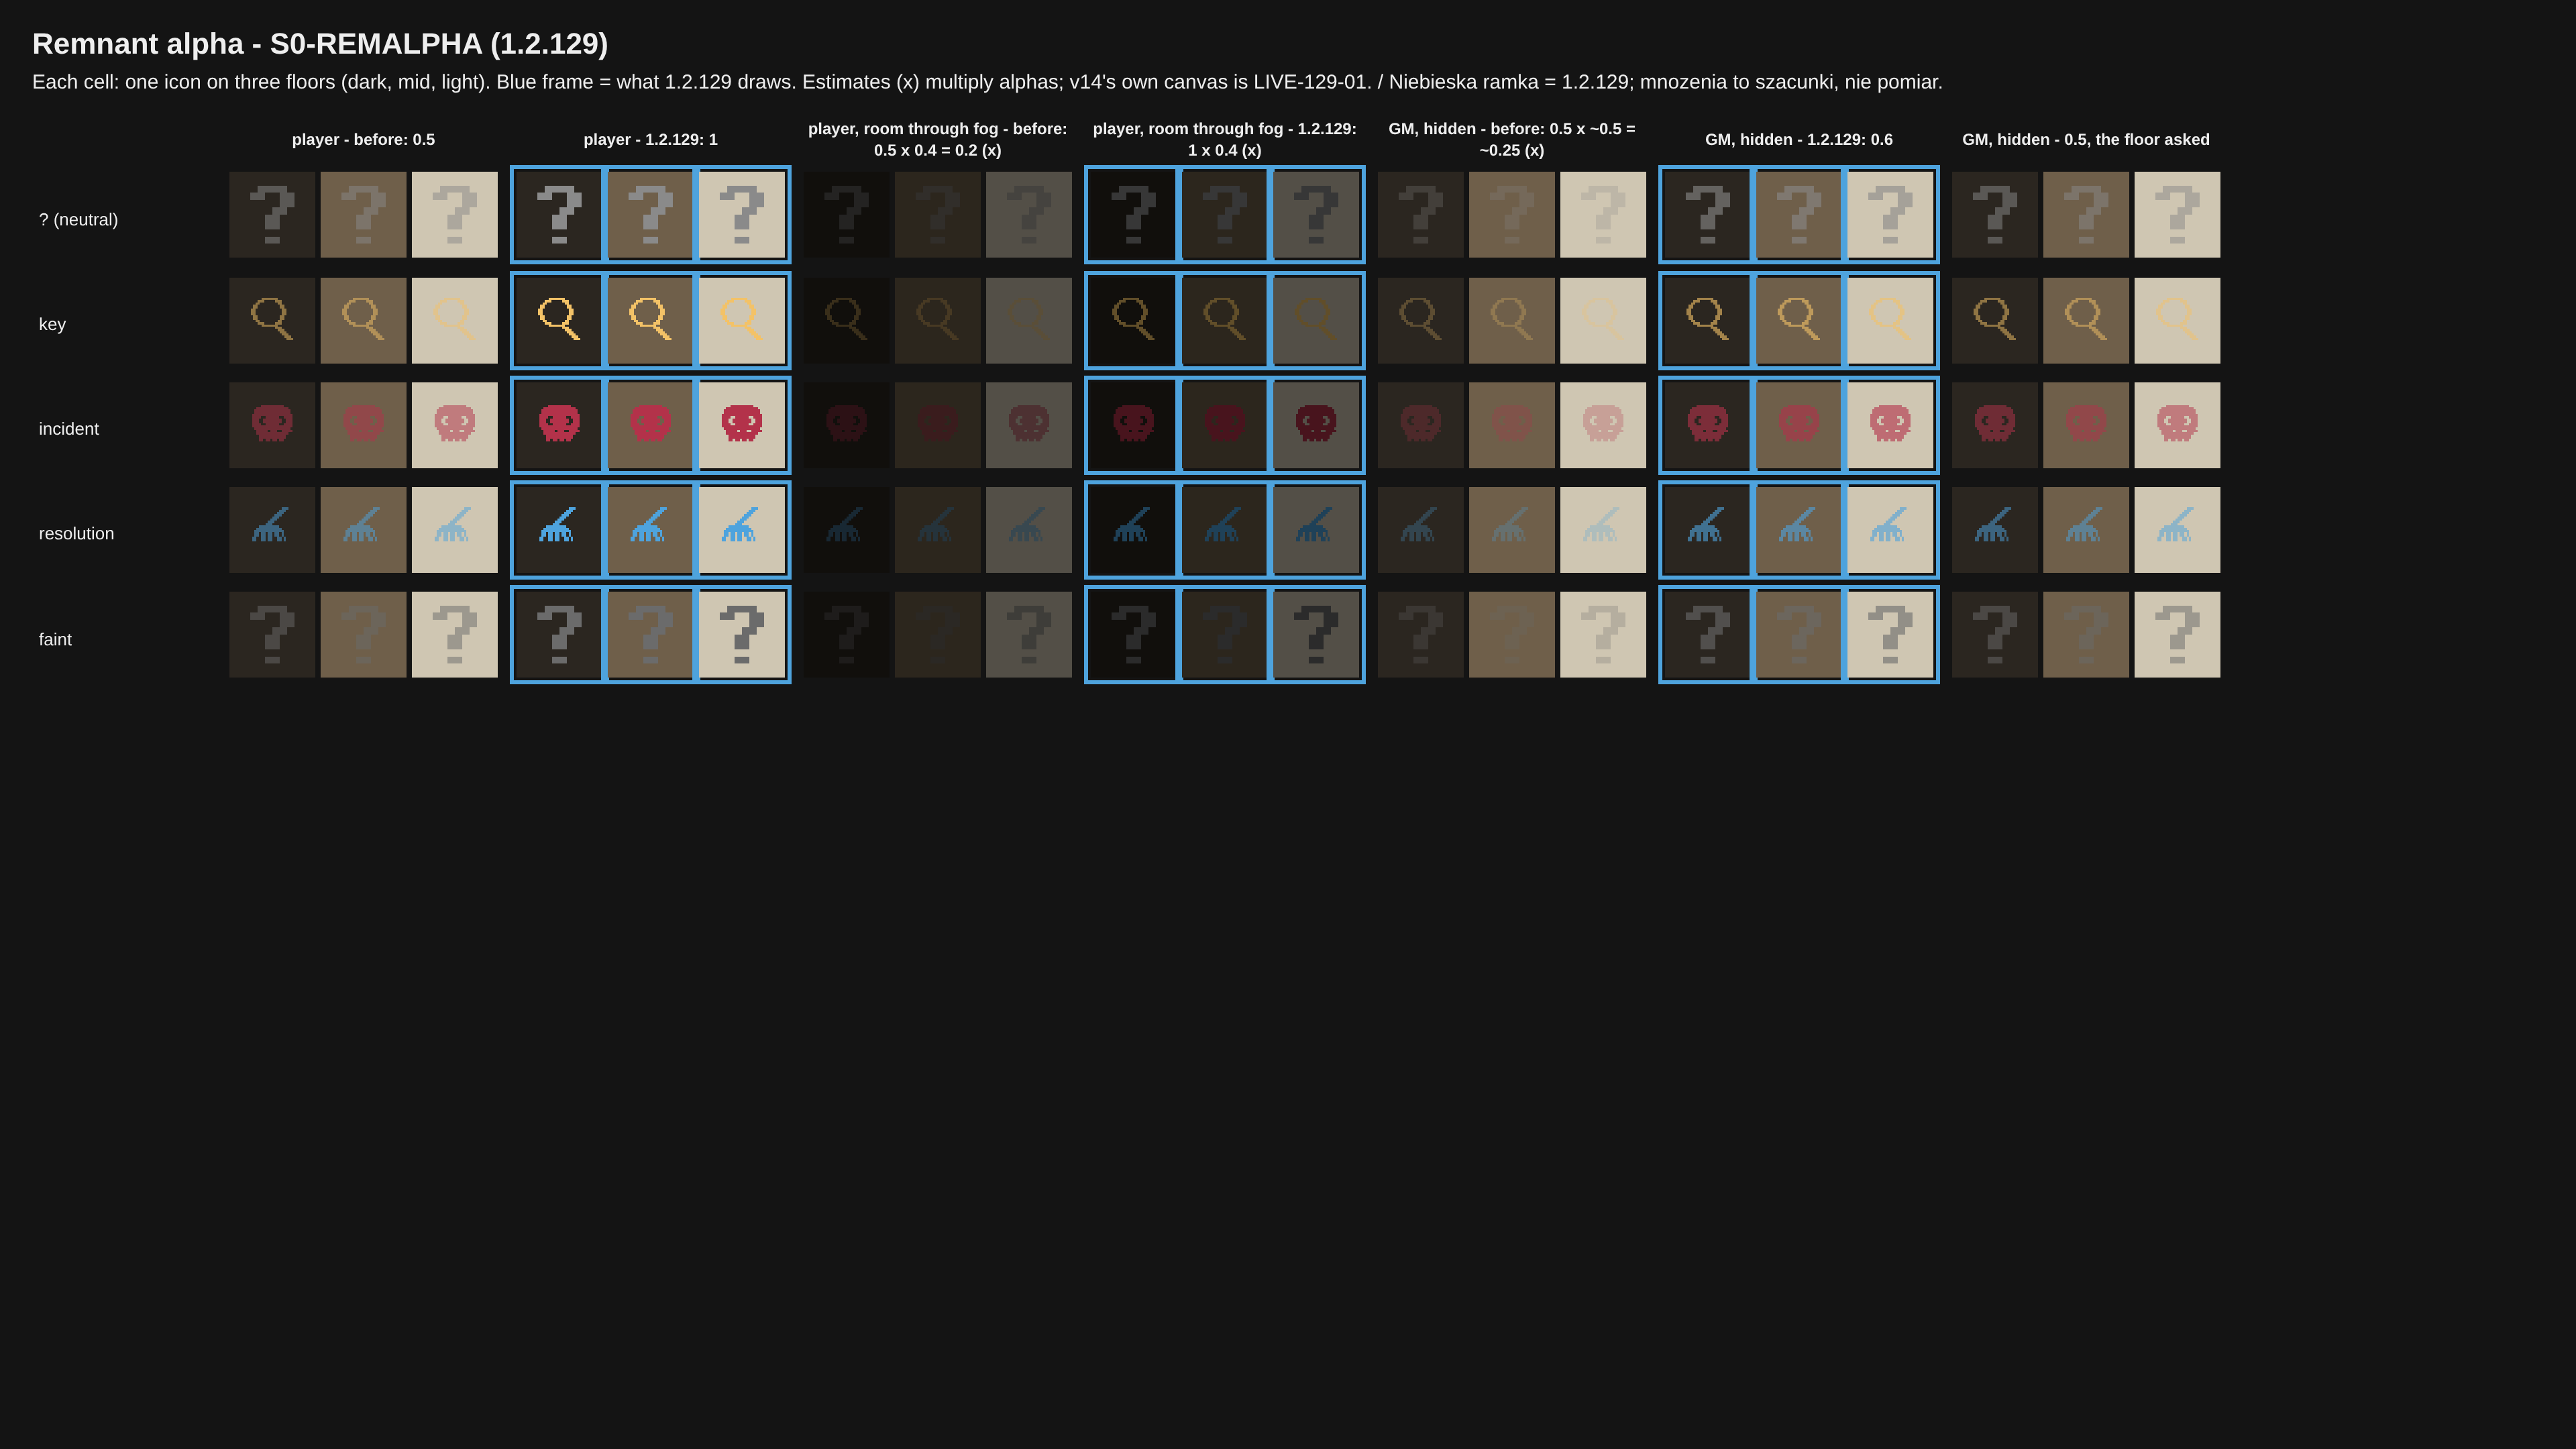 Remnant alpha - S0-REMALPHA (1.2.129)
Each cell: one icon on three floors (dark, mid, light). Blue frame = what 1.2.129 draws. Estimates (x) multiply alphas; v14's own canvas is LIVE-129-01. / Niebieska ramka = 1.2.129; mnozenia to szacunki, nie pomiar.
player - before: 0.5
player - 1.2.129: 1
player, room through fog - before:
0.5 x 0.4 = 0.2 (x)
player, room through fog - 1.2.129:
1 x 0.4 (x)
GM, hidden - before: 0.5 x ~0.5 =
~0.25 (x)
GM, hidden - 1.2.129: 0.6
GM, hidden - 0.5, the floor asked
? (neutral)
key
incident
resolution
faint